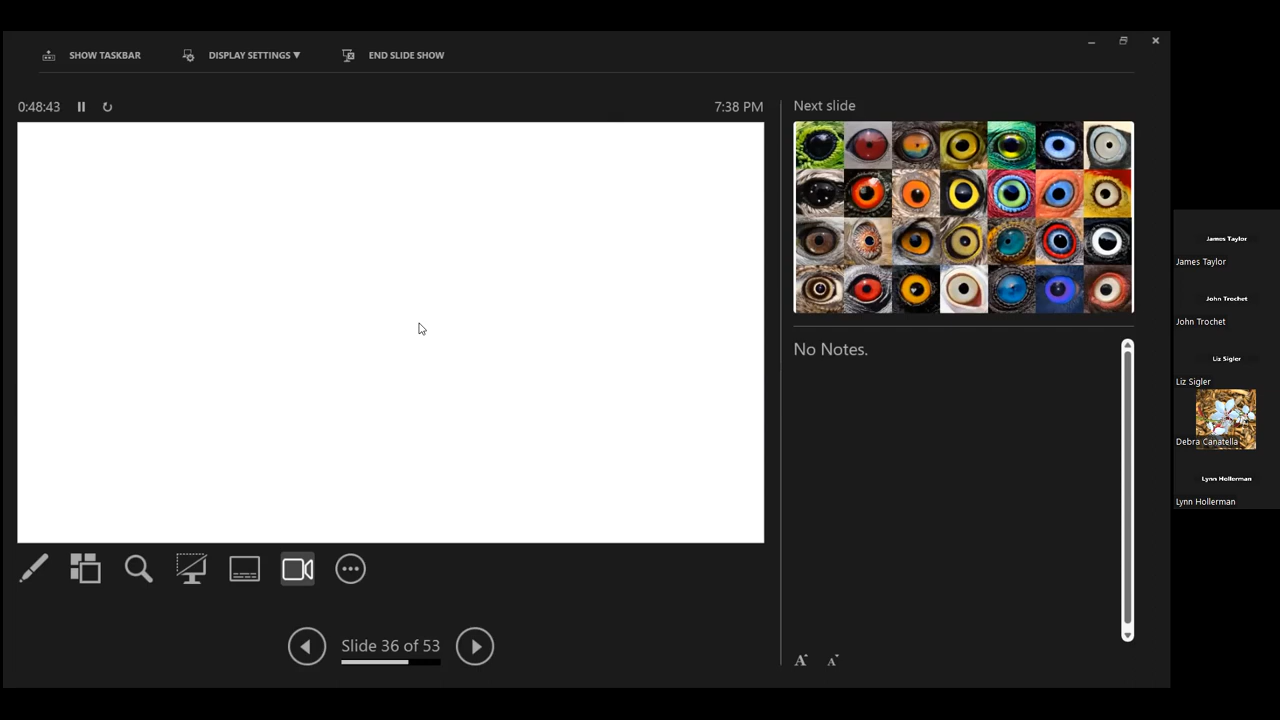 SHOW TASKBAR
DISPLAY SETTINGS ▼
END SLIDE SHOW
0:48:43
7:38 PM
Next slide
No Notes.
Slide 36 of 53
A
A
James Taylor
James Taylor
John Trochet
John Trochet
Liz Sigler
Liz Sigler
Debra Canatella
Lynn Hollerman
Lynn Hollerman